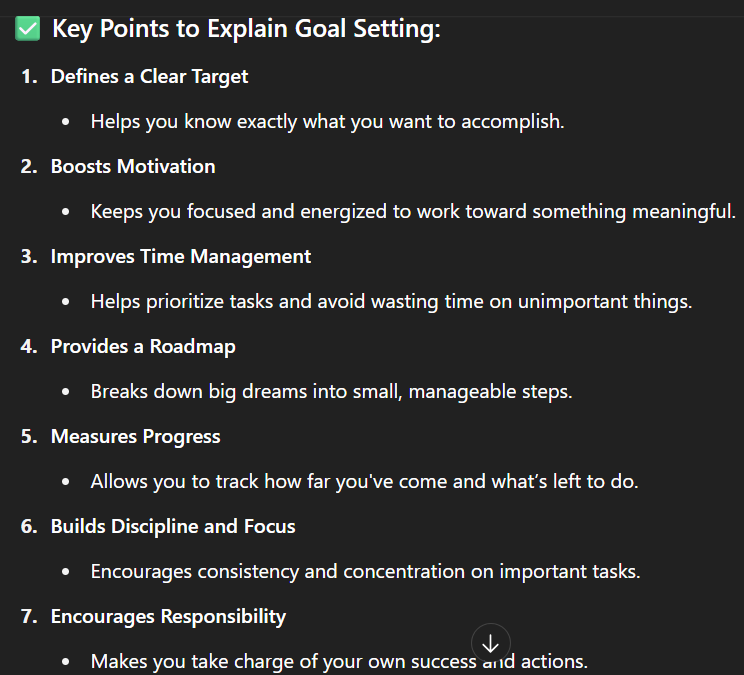 ✅ Key Points to Explain Goal Setting:
1. Defines a Clear Target
• Helps you know exactly what you want to accomplish.
2. Boosts Motivation
• Keeps you focused and energized to work toward something meaningful.
3. Improves Time Management
• Helps prioritize tasks and avoid wasting time on unimportant things.
4. Provides a Roadmap
• Breaks down big dreams into small, manageable steps.
5. Measures Progress
• Allows you to track how far you've come and what’s left to do.
6. Builds Discipline and Focus
• Encourages consistency and concentration on important tasks.
7. Encourages Responsibility
• Makes you take charge of your own success and actions.